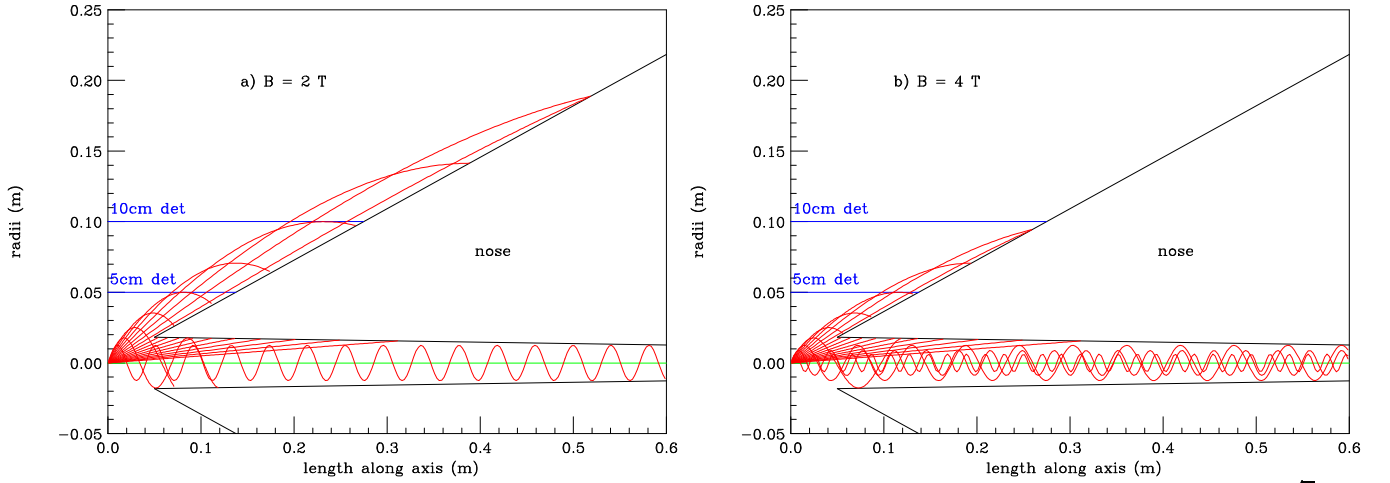 0.25
0.20
0.15
0.10
0.05
0.00
−0.05
radii (m)
a) B = 2 T
10cm det
5cm det
nose
0.0 0.1 0.2 0.3 0.4 0.5 0.6
length along axis (m)
0.25
0.20
0.15
0.10
0.05
0.00
−0.05
radii (m)
b) B = 4 T
10cm det
5cm det
nose
0.0 0.1 0.2 0.3 0.4 0.5 0.6
length along axis (m)